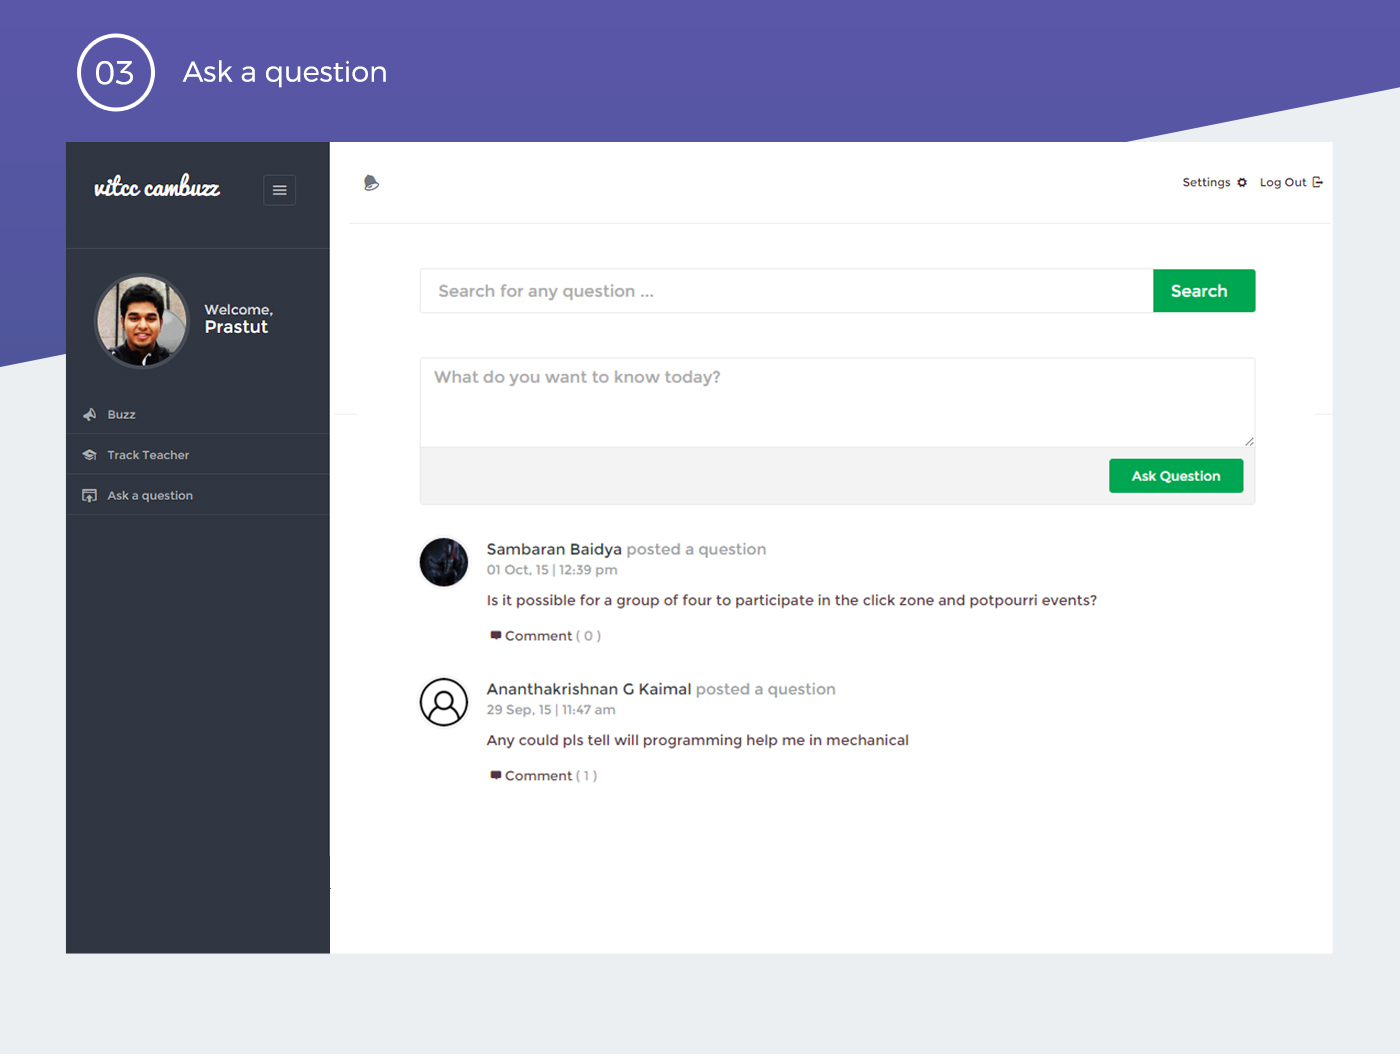 03
Ask a question
vitcc cambuzz
Settings
Log Out
Welcome,
Prastut
Buzz
Track Teacher
Ask a question
Search for any question ...
Search
What do you want to know today?
Ask Question
Sambaran Baidya posted a question
01 Oct, 15 | 12:39 pm
Is it possible for a group of four to participate in the click zone and potpourri events?
Comment ( 0 )
Ananthakrishnan G Kaimal posted a question
29 Sep, 15 | 11:47 am
Any could pls tell will programming help me in mechanical
Comment ( 1 )